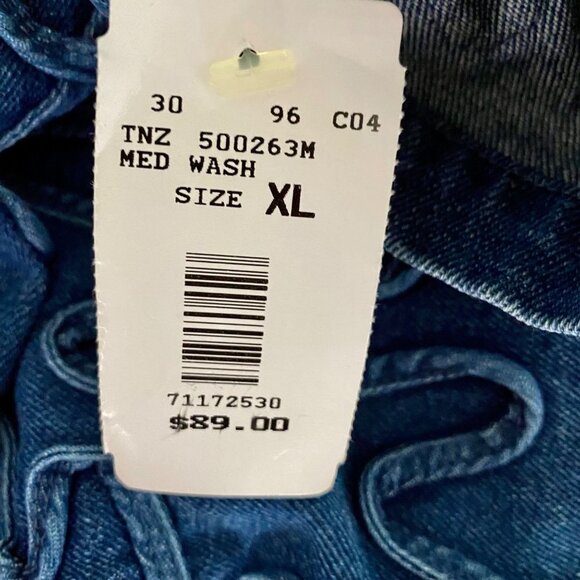 30 96 C04
TNZ 500263M
MED WASH
SIZE XL
71172530
$89.00